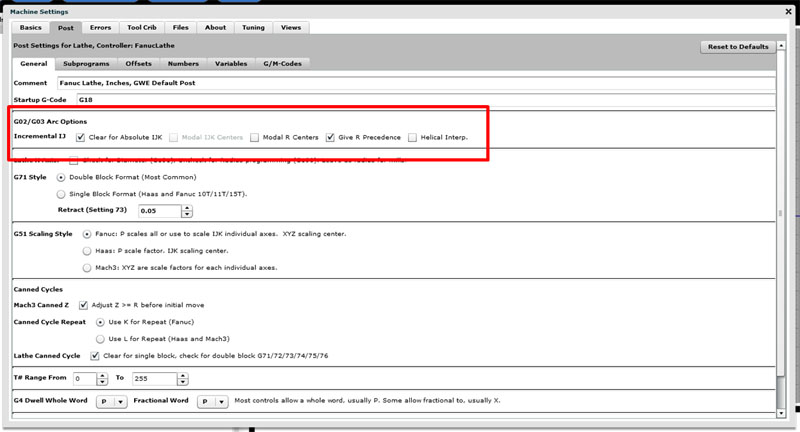 Machine Settings
Basics Post Errors Tool Crib Files About Tuning Views
Post Settings for Lathe, Controller: FanucLathe
Reset to Defaults
General Subprograms Offsets Numbers Variables G/M-Codes
Comment Fanuc Lathe, Inches, GWE Default Post
Startup G-Code G18
G02/G03 Arc Options
Incremental IJ Clear for Absolute IJK Modal IJK Centers Modal R Centers Give R Precedence Helical Interp.
G71 Style Double Block Format (Most Common)
Single Block Format (Haas and Fanuc 10T/11T/15T).
Retract (Setting 73) 0.05
G51 Scaling Style Fanuc: P scales all or use to scale IJK individual axes. XYZ scaling center.
Haas: P scale factor. IJK scaling center.
Mach3: XYZ are scale factors for each individual axes.
Canned Cycles
Mach3 Canned Z Adjust Z >= R before initial move
Canned Cycle Repeat Use K for Repeat (Fanuc)
Use L for Repeat (Haas and Mach3)
Lathe Canned Cycle Clear for single block, check for double block G71/72/73/74/75/76
T# Range From 0 To 255
G4 Dwell Whole Word P Fractional Word P Most controls allow a whole word, usually P. Some allow fractional to, usually X.